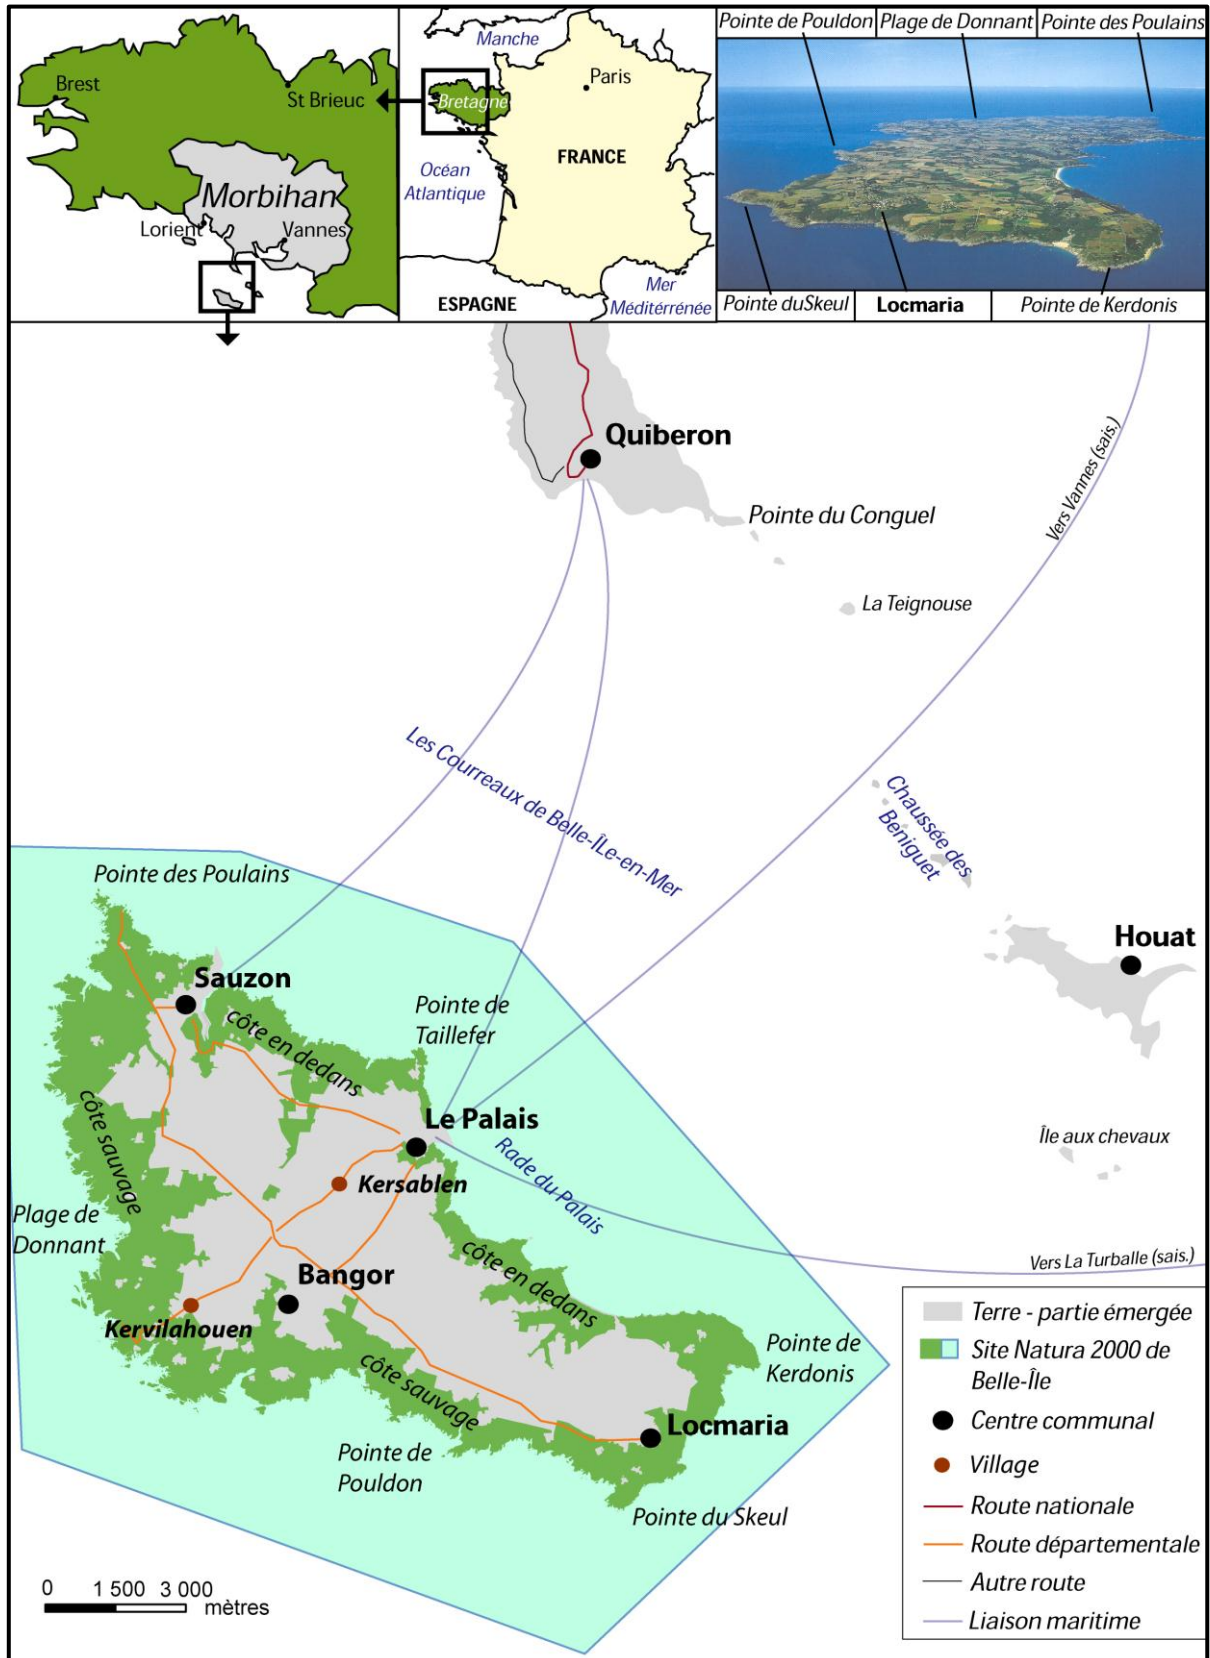 Brest
St Brieuc
Morbihan
Lorient
Vannes
Manche
Paris
Bretagne
FRANCE
Océan
Atlantique
Mer
Méditérrénée
ESPAGNE
Pointe de Pouldon
Plage de Donnant
Pointe des Poulains
Pointe duSkeul
Locmaria
Pointe de Kerdonis
Quiberon
Pointe du Conguel
Vers Vannes (sais.)
La Teignouse
Les Courreaux de Belle-ÎLe-en-Mer
Chaussée des
Beniguet
Houat
Île aux chevaux
Pointe des Poulains
Sauzon
côte en dedans
Pointe de
Taillefer
côte sauvage
Le Palais
Kersablen
Rade du Palais
Plage de
Donnant
Bangor
Kervilahouen
côte en dedans
Vers La Turballe (sais.)
côte sauvage
Pointe de
Kerdonis
Locmaria
Pointe de
Pouldon
Pointe du Skeul
0 1 500 3 000
mètres
Terre - partie émergée
Site Natura 2000 de
Belle-Île
Centre communal
Village
Route nationale
Route départementale
Autre route
Liaison maritime